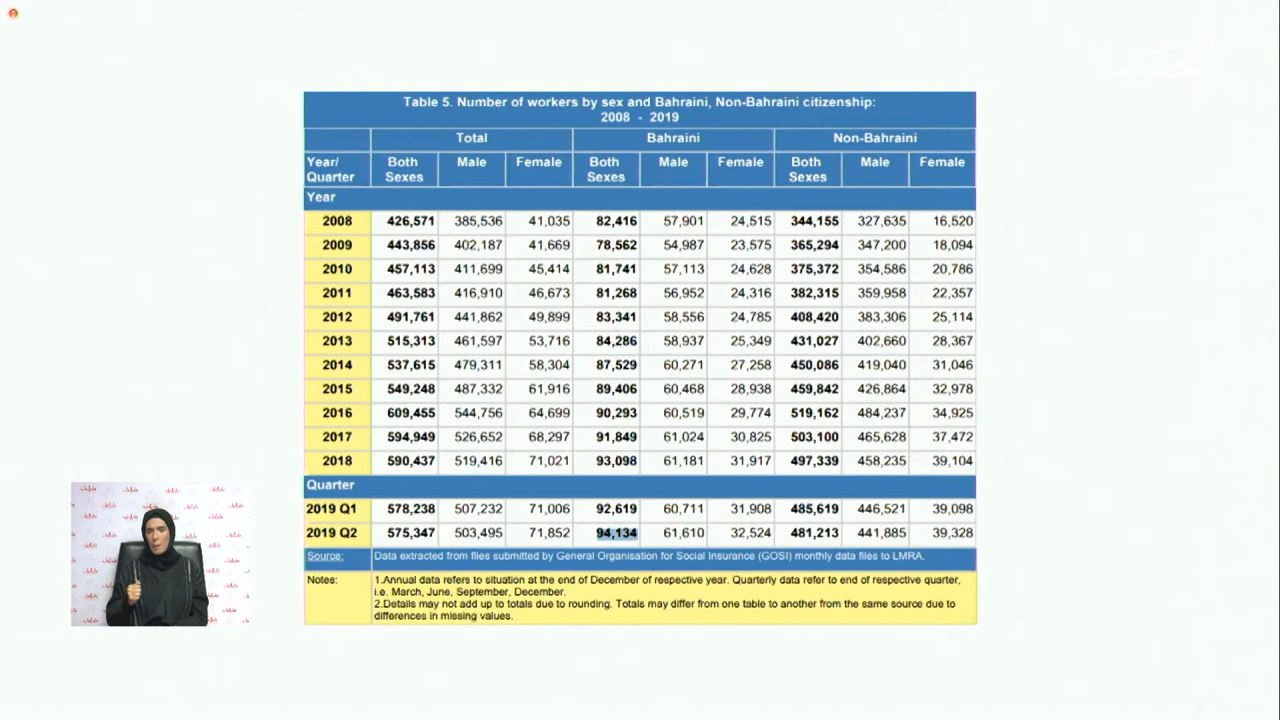 Table 5. Number of workers by sex and Bahraini, Non-Bahraini citizenship:
2008 - 2019
Total Bahraini Non-Bahraini
Year/ Quarter Both Sexes Male Female Both Sexes Male Female Both Sexes Male Female
Year
2008 426,571 385,536 41,035 82,416 57,901 24,515 344,155 327,635 16,520
2009 443,856 402,187 41,669 78,562 54,987 23,575 365,294 347,200 18,094
2010 457,113 411,699 45,414 81,741 57,113 24,628 375,372 354,586 20,786
2011 463,583 416,910 46,673 81,268 56,952 24,316 382,315 359,958 22,357
2012 491,761 441,862 49,899 83,341 58,556 24,785 408,420 383,306 25,114
2013 515,313 461,597 53,716 84,286 58,937 25,349 431,027 402,660 28,367
2014 537,615 479,311 58,304 87,529 60,271 27,258 450,086 419,040 31,046
2015 549,248 487,332 61,916 89,406 60,468 28,938 459,842 426,864 32,978
2016 609,455 544,756 64,699 90,293 60,519 29,774 519,162 484,237 34,925
2017 594,949 526,652 68,297 91,849 61,024 30,825 503,100 465,628 37,472
2018 590,437 519,416 71,021 93,098 61,181 31,917 497,339 458,235 39,104
Quarter
2019 Q1 578,238 507,232 71,006 92,619 60,711 31,908 485,619 446,521 39,098
2019 Q2 575,347 503,495 71,852 94,134 61,610 32,524 481,213 441,885 39,328
Source: Data extracted from files submitted by General Organisation for Social Insurance (GOSI) monthly data files to LMRA.
Notes: 1.Annual data refers to situation at the end of December of respective year. Quarterly data refer to end of respective quarter,
i.e. March, June, September, December.
2.Details may not add up to totals due to rounding. Totals may differ from one table to another from the same source due to
differences in missing values.